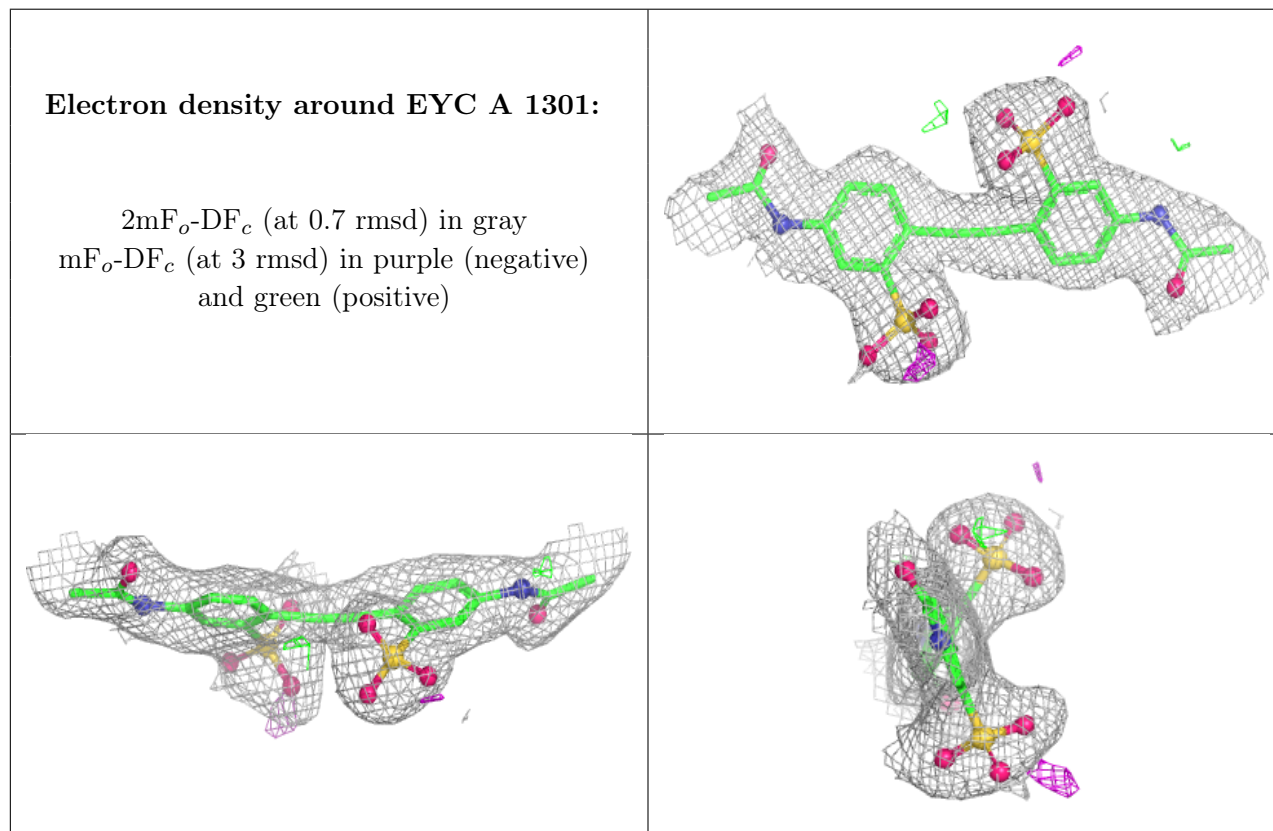 Electron density around EYC A 1301:
2mFo-DFc (at 0.7 rmsd) in gray
mFo-DFc (at 3 rmsd) in purple (negative)
and green (positive)